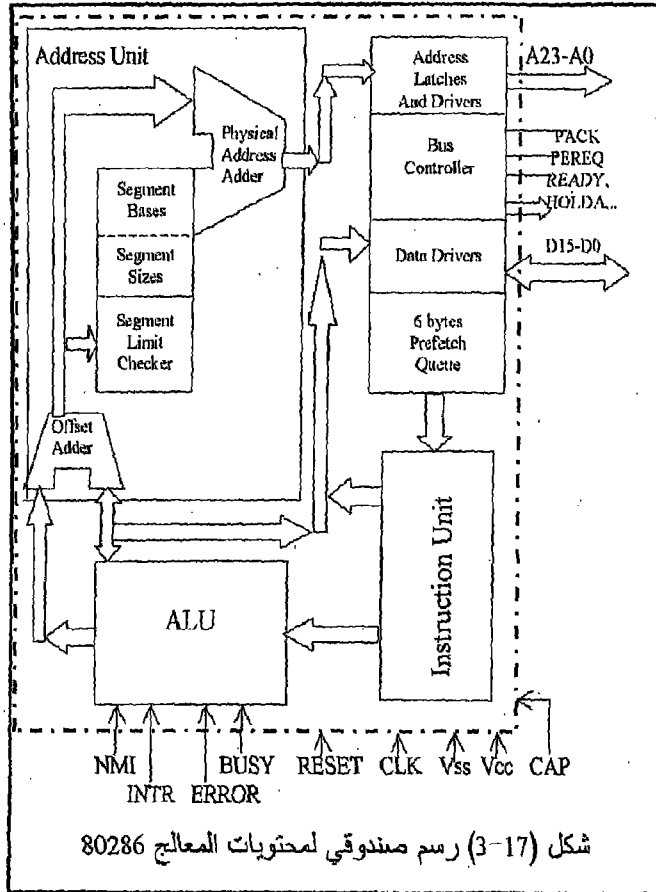 Address Unit
Physical
Address
Adder
Segment
Bases
Segment
Sizes
Segment
Limit
Checker
Offset
Adder
Address
Latches
And Drivers
Bus
Controller
Data Drivers
6 bytes
Prefetch
Queue
A23-A0
PACK
PEREQ
READY,
HOLDA...
D15-D0
Instruction Unit
ALU
NMI
INTR
ERROR
BUSY
RESET
CLK
Vss
Vcc
CAP
شكل (3-17) رسم صندوقي لمحتويات المعالج 80286